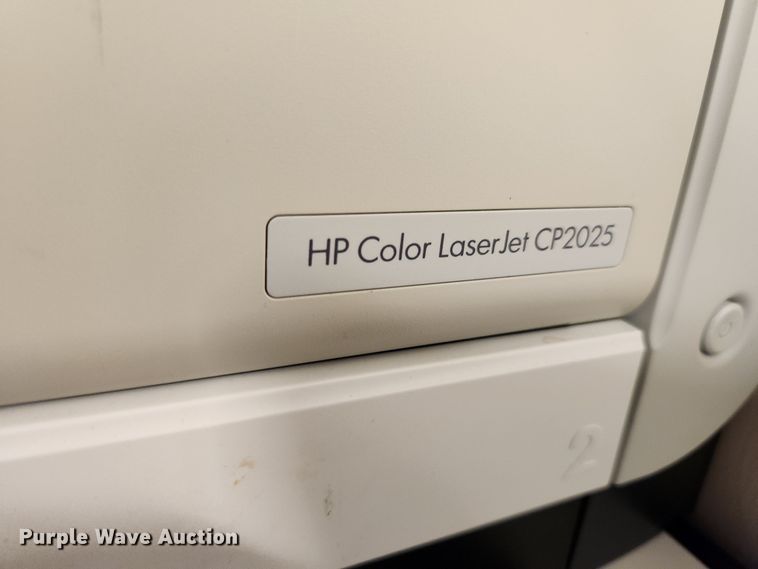 HP Color LaserJet CP2025
2
Purple Wave Auction